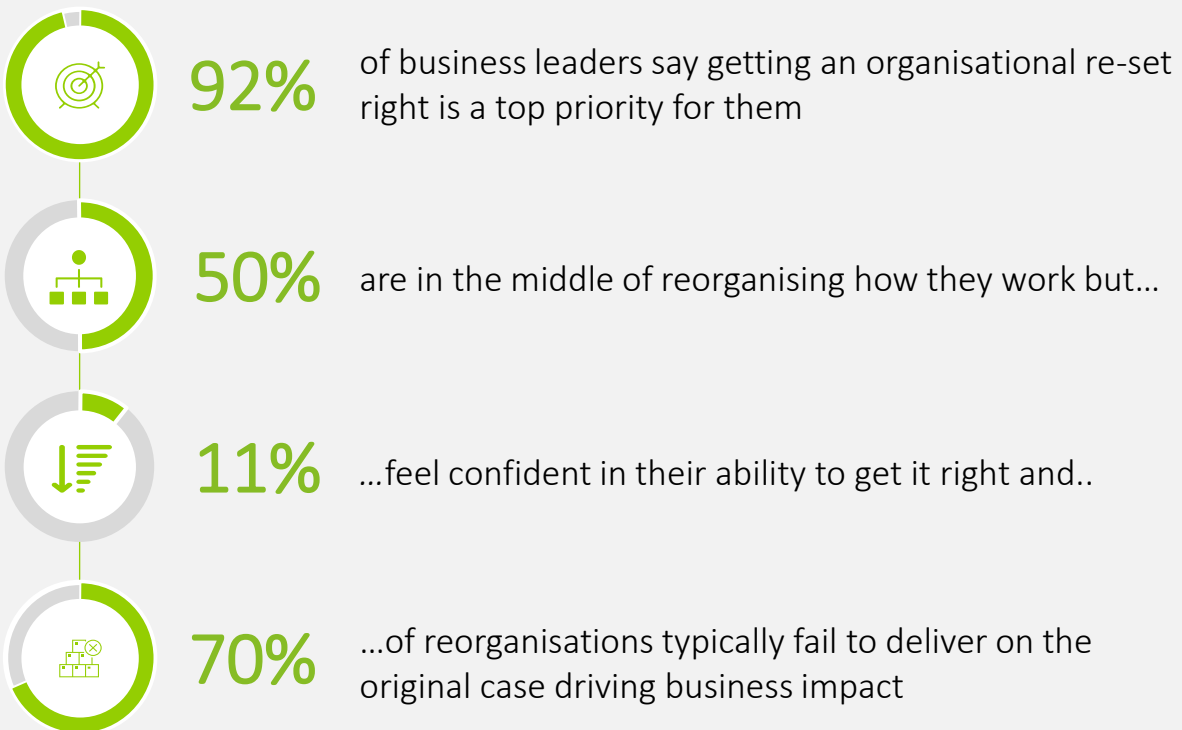 92%
of business leaders say getting an organisational re-set
right is a top priority for them
50%
are in the middle of reorganising how they work but…
11%
…feel confident in their ability to get it right and..
70%
…of reorganisations typically fail to deliver on the
original case driving business impact